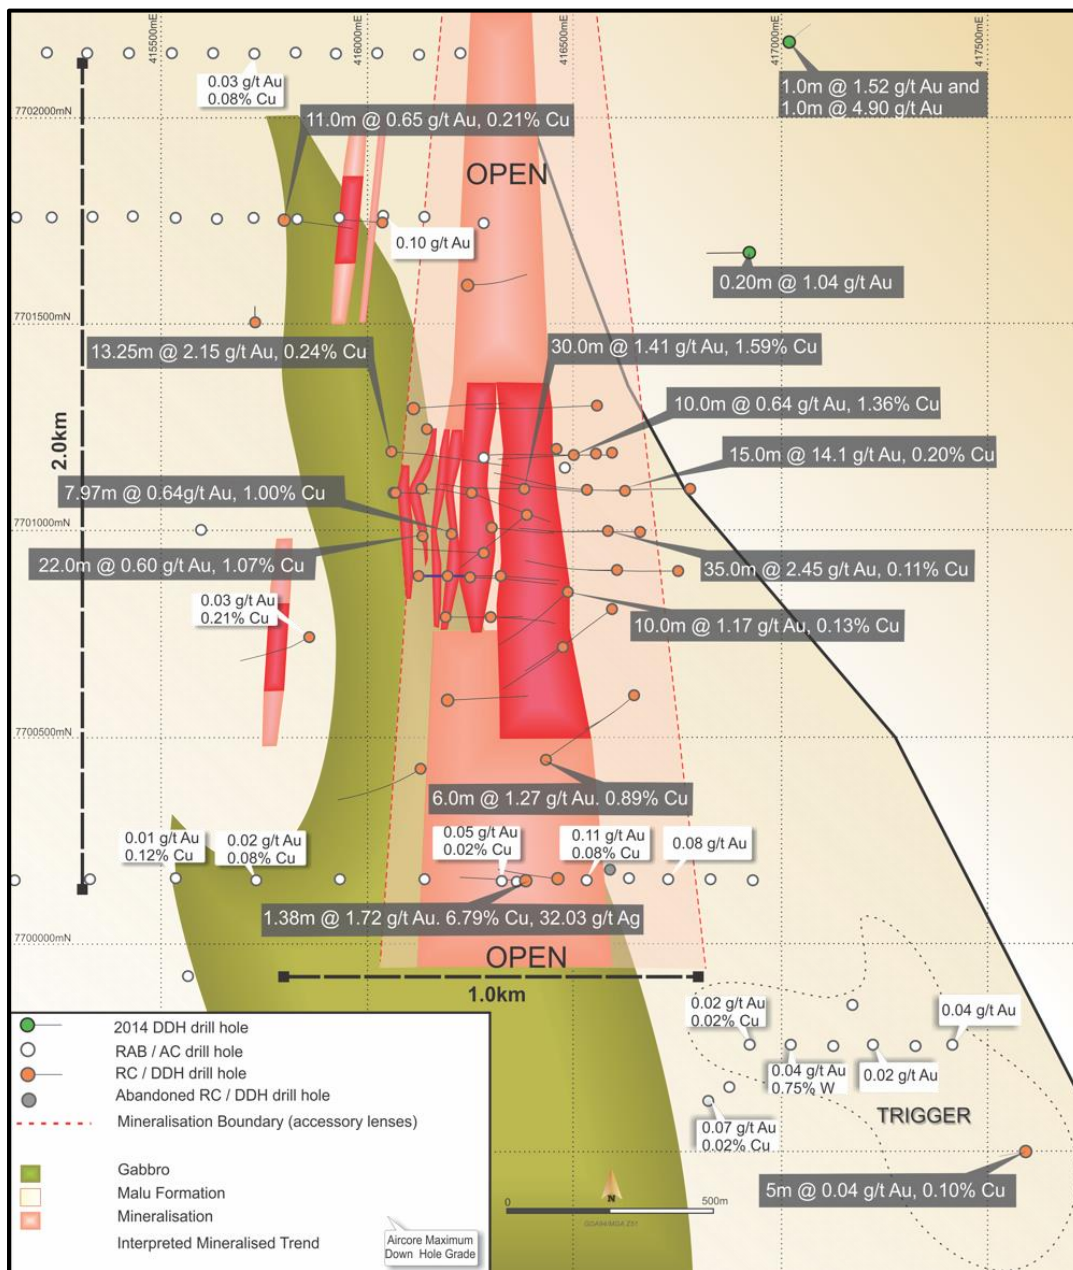 415500mE
416000mE
416500mE
417000mE
417500mE
0.03 g/t Au
0.08% Cu
1.0m @ 1.52 g/t Au and
1.0m @ 4.90 g/t Au
7702000mN
11.0m @ 0.65 g/t Au, 0.21% Cu
OPEN
0.10 g/t Au
0.20m @ 1.04 g/t Au
7701500mN
13.25m @ 2.15 g/t Au, 0.24% Cu
30.0m @ 1.41 g/t Au, 1.59% Cu
10.0m @ 0.64 g/t Au, 1.36% Cu
2.0km
15.0m @ 14.1 g/t Au, 0.20% Cu
7.97m @ 0.64g/t Au, 1.00% Cu
7701000mN
22.0m @ 0.60 g/t Au, 1.07% Cu
35.0m @ 2.45 g/t Au, 0.11% Cu
0.03 g/t Au
0.21% Cu
10.0m @ 1.17 g/t Au, 0.13% Cu
7700500mN
6.0m @ 1.27 g/t Au. 0.89% Cu
0.01 g/t Au
0.12% Cu
0.02 g/t Au
0.08% Cu
0.05 g/t Au
0.02% Cu
0.11 g/t Au
0.08% Cu
0.08 g/t Au
1.38m @ 1.72 g/t Au. 6.79% Cu, 32.03 g/t Ag
7700000mN
OPEN
1.0km
0.02 g/t Au
0.02% Cu
0.04 g/t Au
0.04 g/t Au
0.75% W
0.02 g/t Au
0.07 g/t Au
0.02% Cu
TRIGGER
5m @ 0.04 g/t Au, 0.10% Cu
2014 DDH drill hole
RAB / AC drill hole
RC / DDH drill hole
Abandoned RC / DDH drill hole
Mineralisation Boundary (accessory lenses)
Gabbro
Malu Formation
Mineralisation
Interpreted Mineralised Trend
Aircore Maximum
Down Hole Grade
N
0
500m
GGA94/MGA Z51